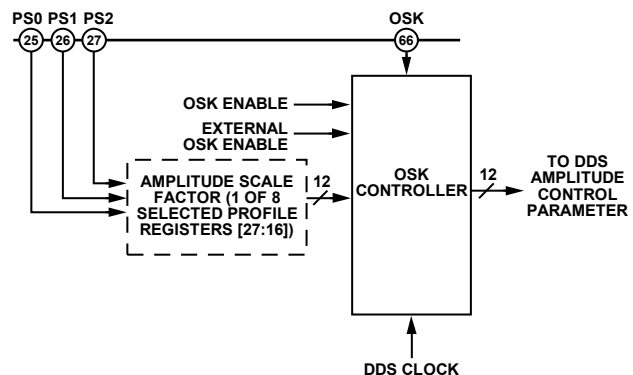 PS0 PS1 PS2
OSK
25 26 27
66
OSK ENABLE
EXTERNAL
OSK ENABLE
AMPLITUDE SCALE
FACTOR (1 OF 8
SELECTED PROFILE
REGISTERS [27:16])
12
OSK
CONTROLLER
12
TO DDS
AMPLITUDE
CONTROL
PARAMETER
DDS CLOCK